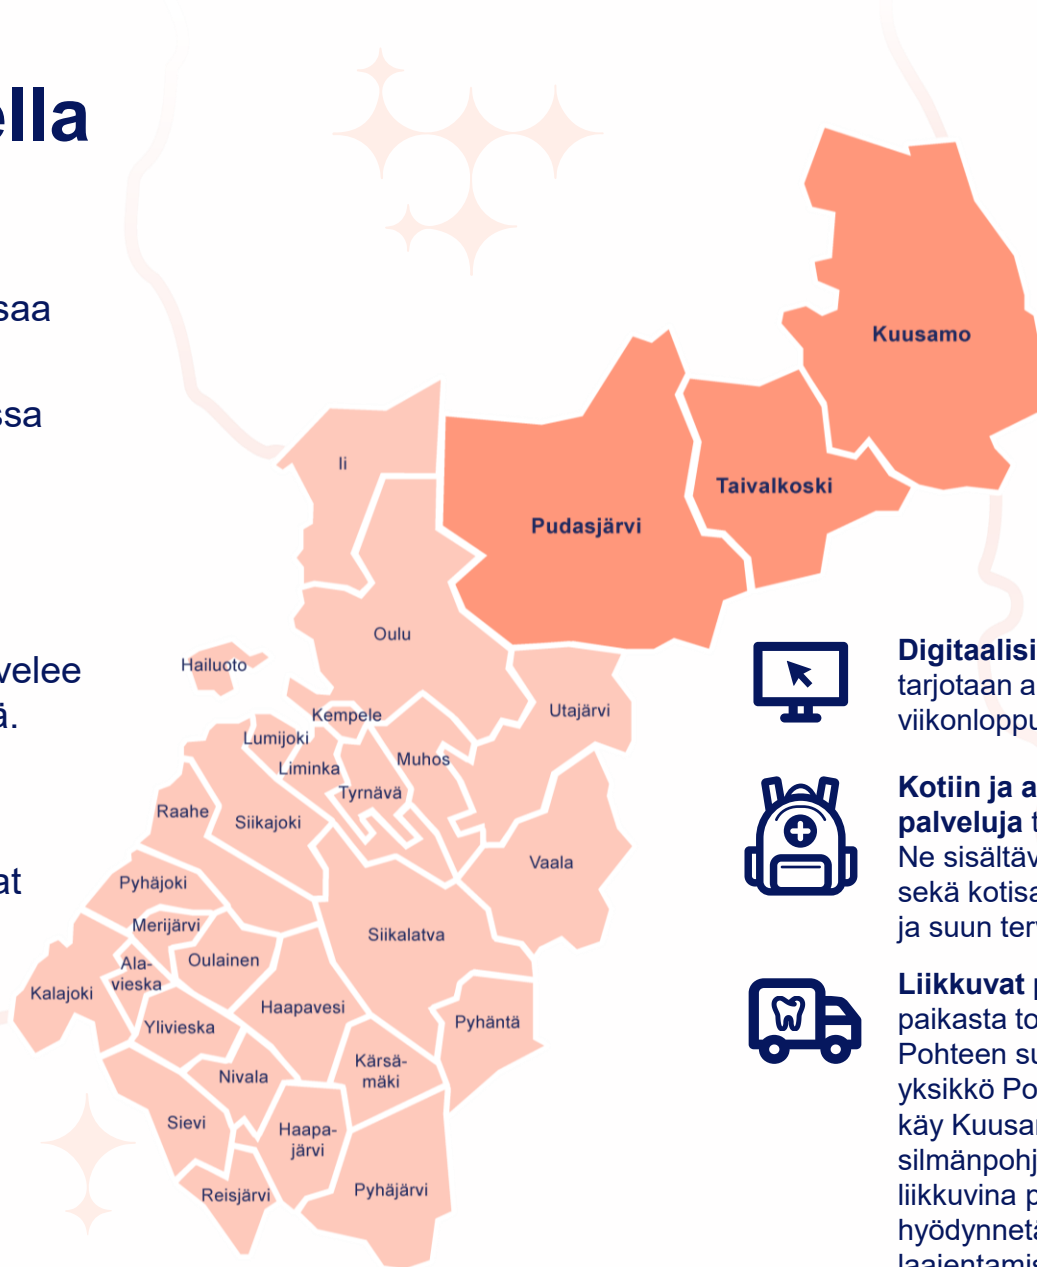 ella
saa
ssa
velee
ä.
at
Kuusamo
Taivalkoski
Pudasjärvi
Ii
Oulu
Hailuoto
Kempele
Utajärvi
Lumijoki
Liminka
Muhos
Tyrnävä
Raahe
Siikajoki
Vaala
Pyhäjoki
Merijärvi
Siikalatva
Ala-
vieska
Oulainen
Kalajoki
Haapavesi
Ylivieska
Pyhäntä
Kärsä-
mäki
Nivala
Sievi
Haapa-
järvi
Reisjärvi
Pyhäjärvi
Digitaalisi
tarjotaan a
viikonloppu
Kotiin ja a
palveluja t
Ne sisältäv
sekä kotisa
ja suun ter
Liikkuvat p
paikasta to
Pohteen su
yksikkö Po
käy Kuusar
silmänpohj
liikkuvina p
hyödynnetä
laajentamis